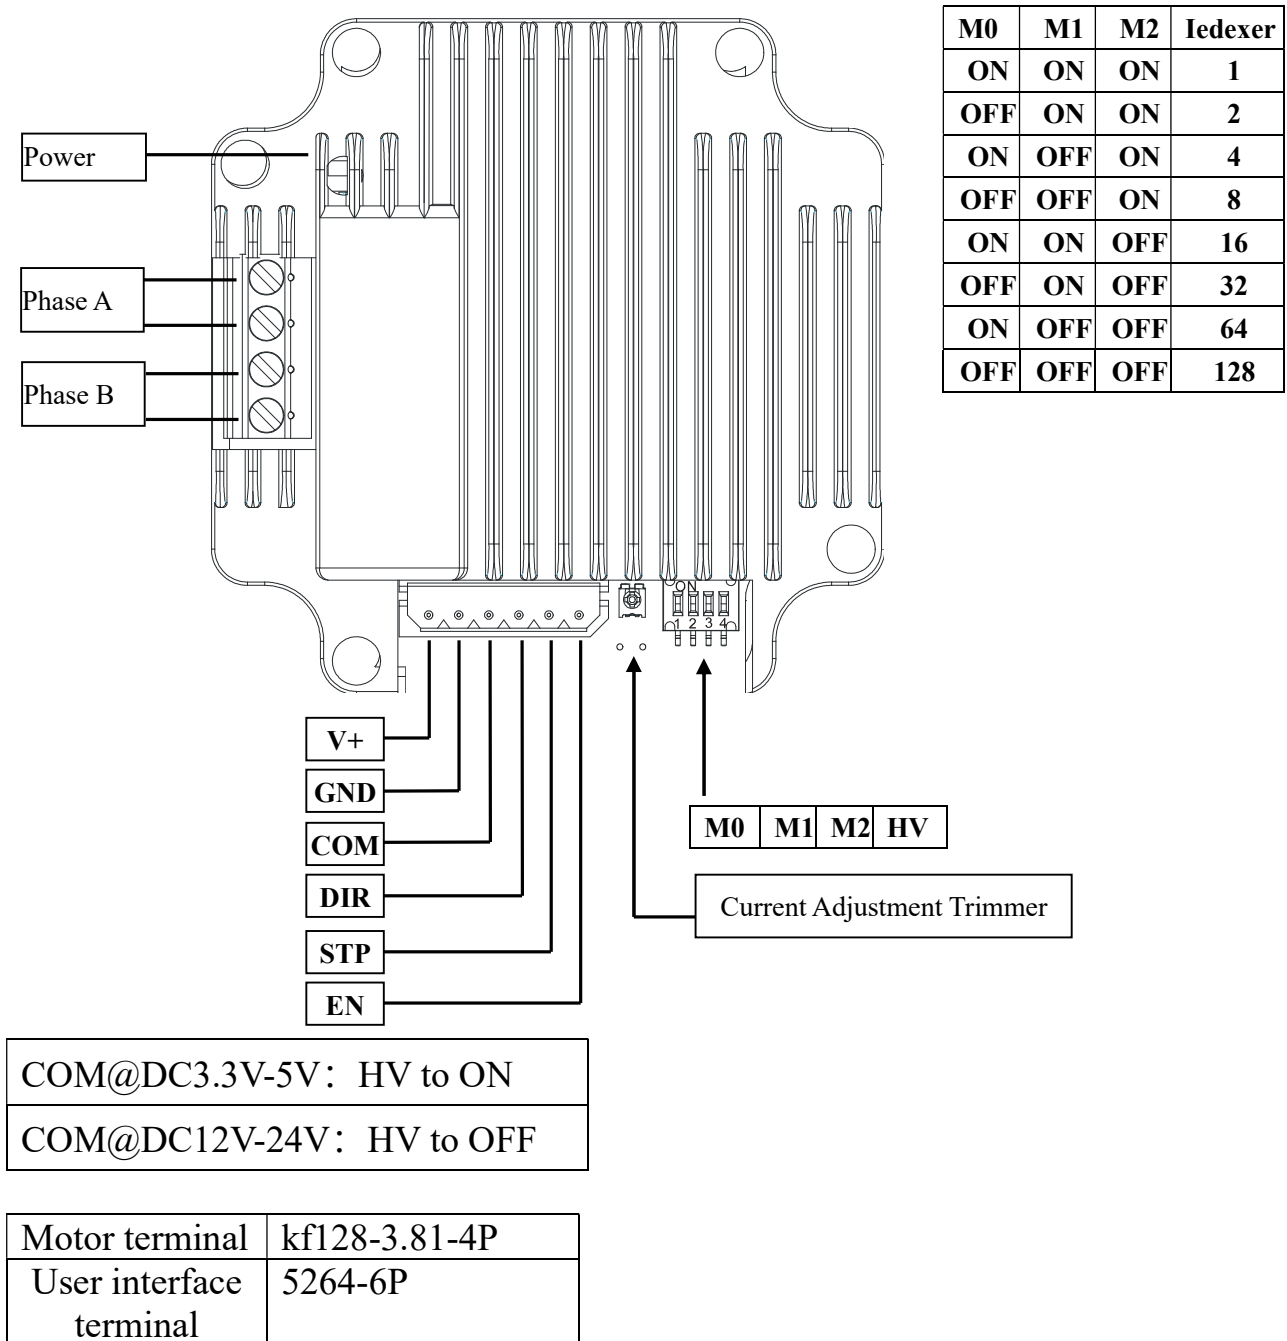 M0 M1 M2 Iedexer
ON ON ON 1
OFF ON ON 2
ON OFF ON 4
OFF OFF ON 8
ON ON OFF 16
OFF ON OFF 32
ON OFF OFF 64
OFF OFF OFF 128
Power
Phase A
Phase B
ON
1 2 3 4
V+
GND
COM
DIR
STP
EN
M0 M1 M2 HV
Current Adjustment Trimmer
COM@DC3.3V-5V：HV to ON
COM@DC12V-24V：HV to OFF
Motor terminal kf128-3.81-4P
User interface 5264-6P
terminal